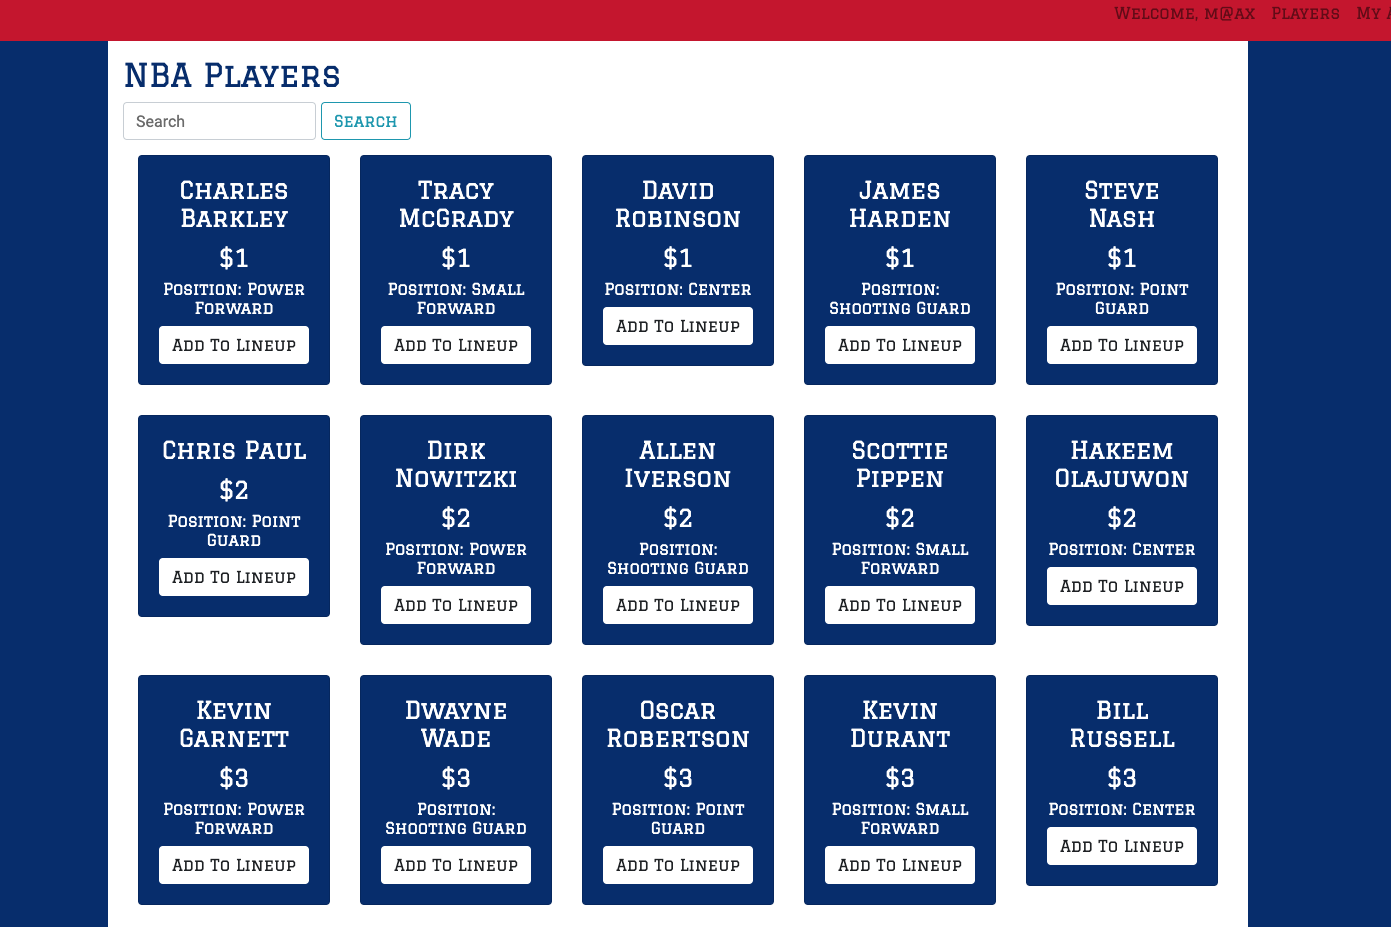 Welcome, m@ax Players My A
NBA Players
Search Search
Charles
Barkley
$1
Position: Power
Forward
Add To Lineup
Tracy
McGrady
$1
Position: Small
Forward
Add To Lineup
David
Robinson
$1
Position: Center
Add To Lineup
James
Harden
$1
Position:
Shooting Guard
Add To Lineup
Steve
Nash
$1
Position: Point
Guard
Add To Lineup
Chris Paul
$2
Position: Point
Guard
Add To Lineup
Dirk
Nowitzki
$2
Position: Power
Forward
Add To Lineup
Allen
Iverson
$2
Position:
Shooting Guard
Add To Lineup
Scottie
Pippen
$2
Position: Small
Forward
Add To Lineup
Hakeem
Olajuwon
$2
Position: Center
Add To Lineup
Kevin
Garnett
$3
Position: Power
Forward
Add To Lineup
Dwayne
Wade
$3
Position:
Shooting Guard
Add To Lineup
Oscar
Robertson
$3
Position: Point
Guard
Add To Lineup
Kevin
Durant
$3
Position: Small
Forward
Add To Lineup
Bill
Russell
$3
Position: Center
Add To Lineup